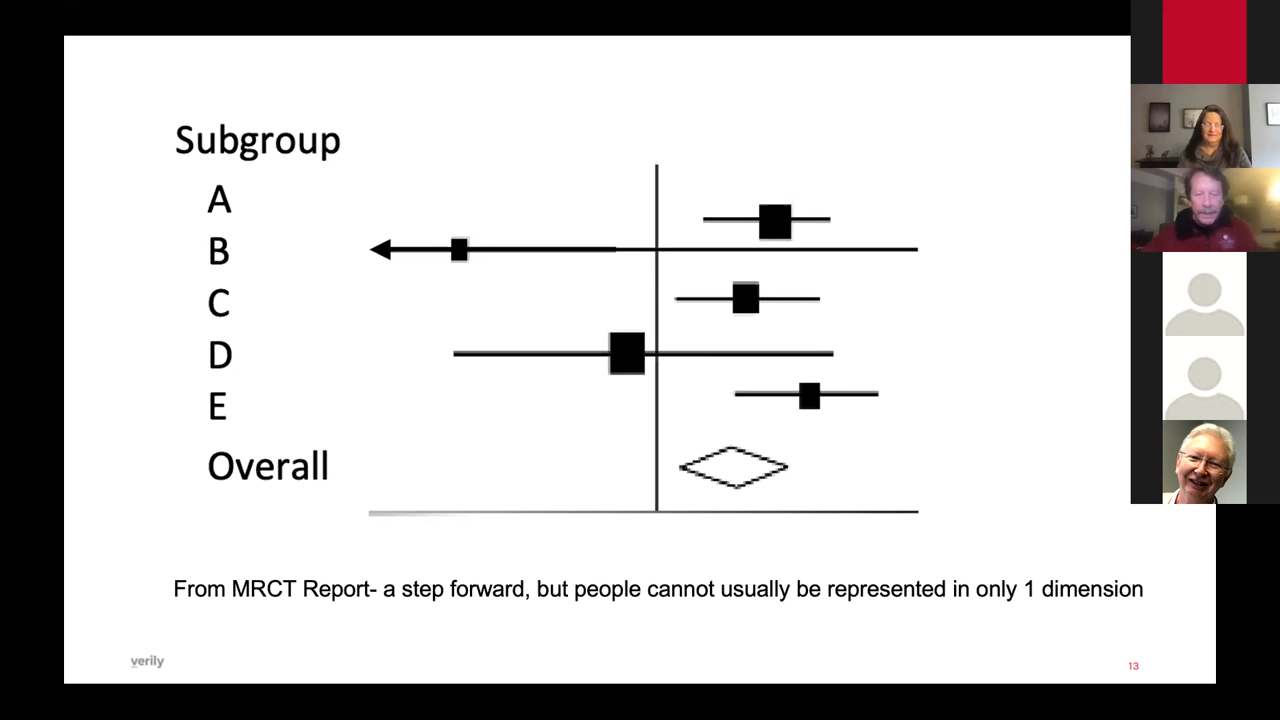 Subgroup
A
B
C
D
E
Overall
From MRCT Report- a step forward, but people cannot usually be represented in only 1 dimension
verily
13